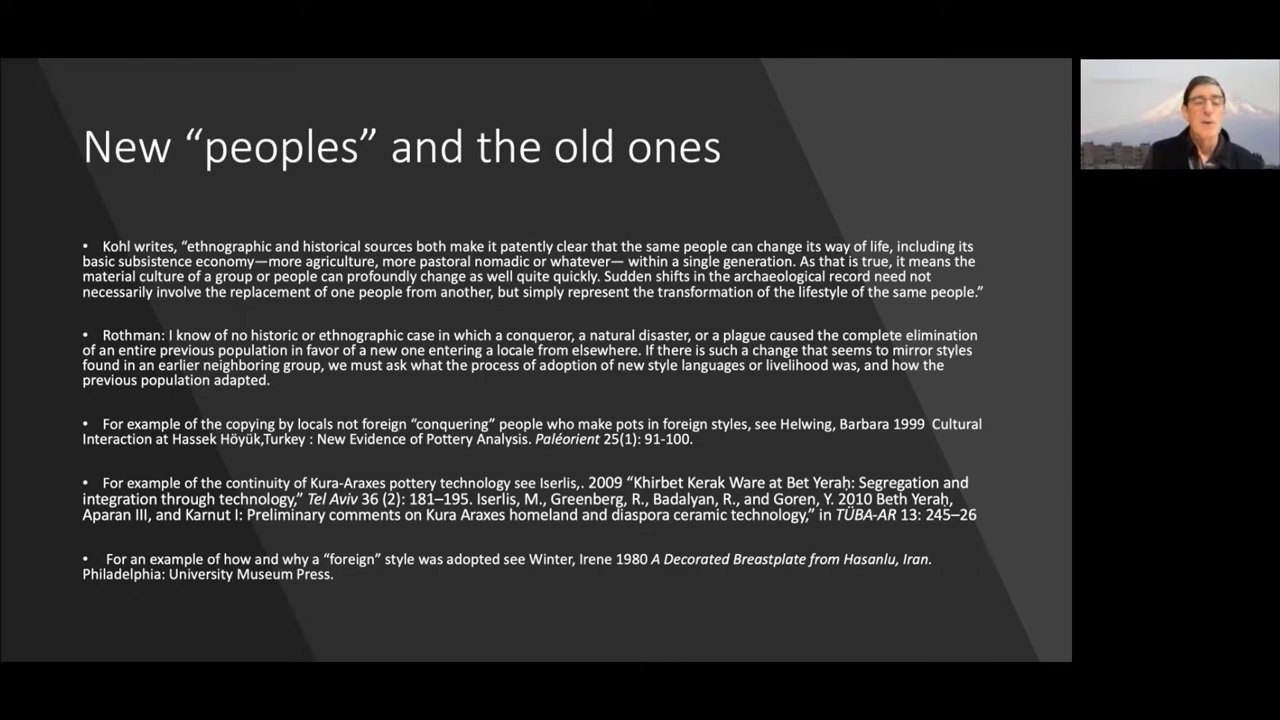 New “peoples” and the old ones
• Kohl writes, “ethnographic and historical sources both make it patently clear that the same people can change its way of life, including its
basic subsistence economy—more agriculture, more pastoral nomadic or whatever— within a single generation. As that is true, it means the
material culture of a group or people can profoundly change as well quite quickly. Sudden shifts in the archaeological record need not
necessarily involve the replacement of one people from another, but simply represent the transformation of the lifestyle of the same people.”
• Rothman: I know of no historic or ethnographic case in which a conqueror, a natural disaster, or a plague caused the complete elimination
of an entire previous population in favor of a new one entering a locale from elsewhere. If there is such a change that seems to mirror styles
found in an earlier neighboring group, we must ask what the process of adoption of new style languages or livelihood was, and how the
previous population adapted.
• For example of the copying by locals not foreign “conquering” people who make pots in foreign styles, see Helwing, Barbara 1999 Cultural
Interaction at Hassek Höyük,Turkey : New Evidence of Pottery Analysis. Paléorient 25(1): 91-100.
• For example of the continuity of Kura-Araxes pottery technology see Iserlis,. 2009 “Khirbet Kerak Ware at Bet Yeraḥ: Segregation and
integration through technology,” Tel Aviv 36 (2): 181–195. Iserlis, M., Greenberg, R., Badalyan, R., and Goren, Y. 2010 Beth Yeraḥ,
Aparan III, and Karnut I: Preliminary comments on Kura Araxes homeland and diaspora ceramic technology,” in TÜBA-AR 13: 245–26
• For an example of how and why a “foreign” style was adopted see Winter, Irene 1980 A Decorated Breastplate from Hasanlu, Iran.
Philadelphia: University Museum Press.